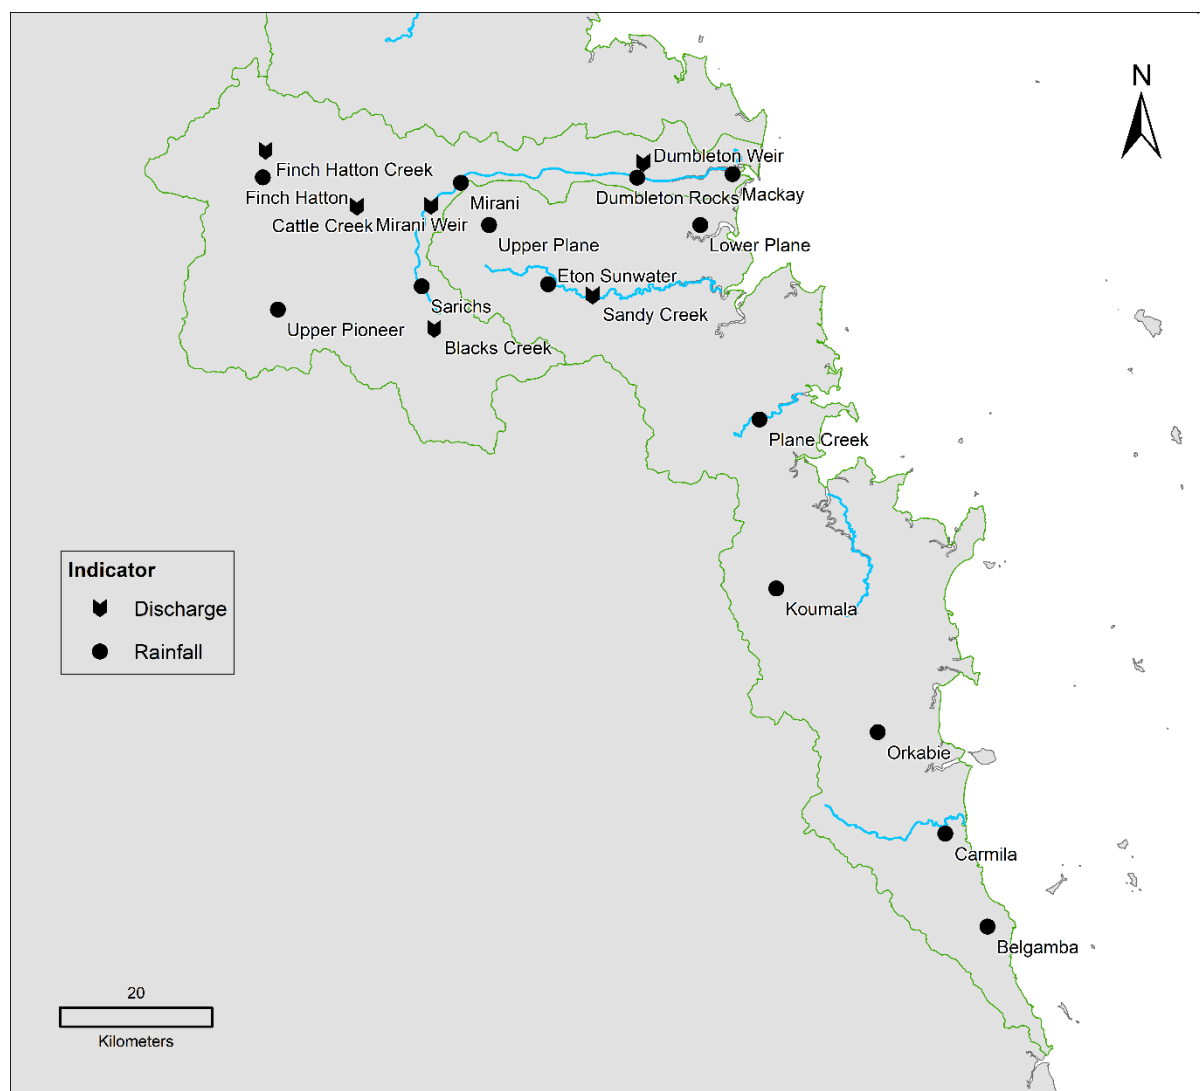 N
Dumbleton Weir
Finch Hatton Creek
Finch Hatton
Mirani
Dumbleton Rocks
Mackay
Cattle Creek
Mirani Weir
Upper Plane
Lower Plane
Eton Sunwater
Sarichs
Sandy Creek
Upper Pioneer
Blacks Creek
Plane Creek
Indicator
Discharge
Rainfall
Koumala
Orkabie
Carmila
Belgamba
20
Kilometers